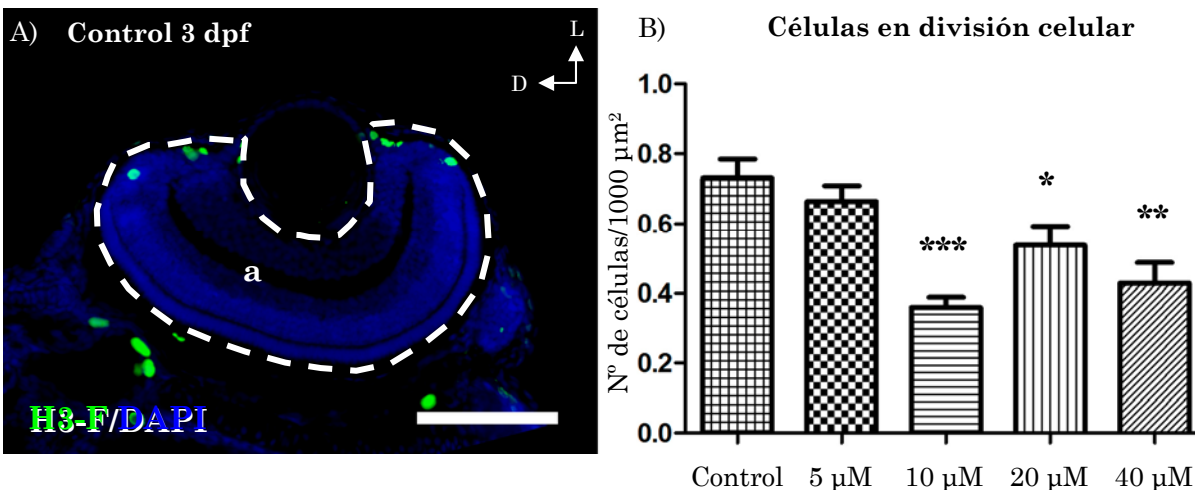 A) Control 3 dpf
L
D
a
H3-F/DAPI
B) Células en división celular
Nº de células/1000 µm²
1.0
0.8
0.6
0.4
0.2
0.0
***
*
**
Control 5 µM 10 µM 20 µM 40 µM